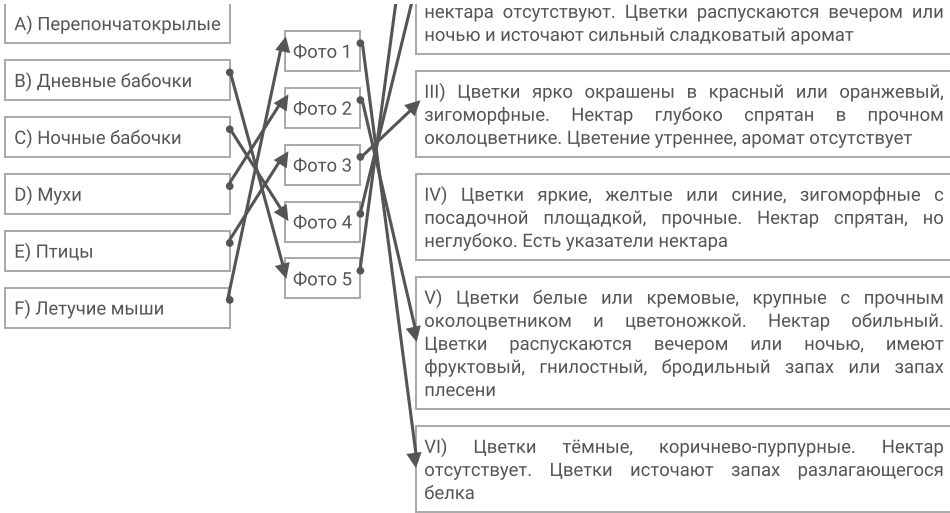 A) Перепончатокрылые
B) Дневные бабочки
C) Ночные бабочки
D) Мухи
E) Птицы
F) Летучие мыши
Фото 1
Фото 2
Фото 3
Фото 4
Фото 5
нектара отсутствуют. Цветки распускаются вечером или
ночью и источают сильный сладковатый аромат
III) Цветки ярко окрашены в красный или оранжевый,
зигоморфные. Нектар глубоко спрятан в прочном
околоцветнике. Цветение утреннее, аромат отсутствует
IV) Цветки яркие, желтые или синие, зигоморфные с
посадочной площадкой, прочные. Нектар спрятан, но
неглубоко. Есть указатели нектара
V) Цветки белые или кремовые, крупные с прочным
околоцветником и цветоножкой. Нектар обильный.
Цветки распускаются вечером или ночью, имеют
фруктовый, гнилостный, бродильный запах или запах
плесени
VI) Цветки тёмные, коричнево-пурпурные. Нектар
отсутствует. Цветки источают запах разлагающегося
белка